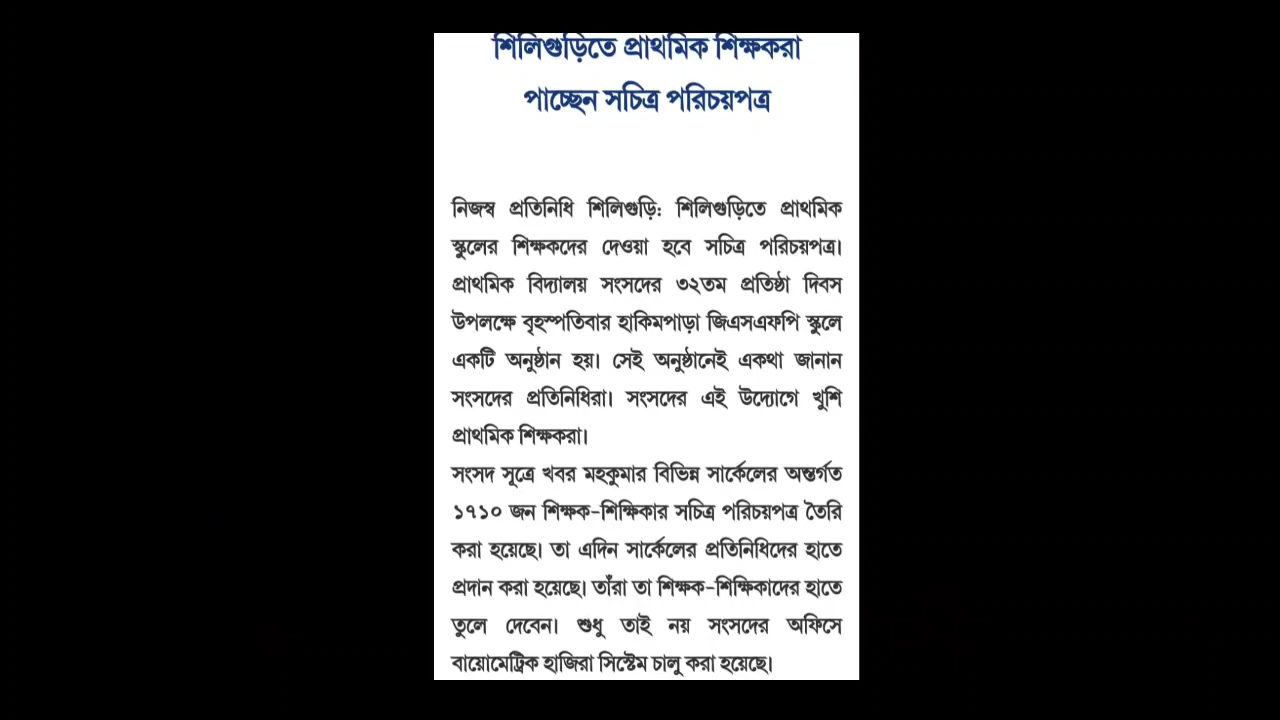 শিলিগুড়িতে প্রাথমিক শিক্ষকরা
পাচ্ছেন সচিত্র পরিচয়পত্র
নিজস্ব প্রতিনিধি শিলিগুড়ি: শিলিগুড়িতে প্রাথমিক
স্কুলের শিক্ষকদের দেওয়া হবে সচিত্র পরিচয়পত্র।
প্রাথমিক বিদ্যালয় সংসদের ৩২তম প্রতিষ্ঠা দিবস
উপলক্ষে বৃহস্পতিবার হাকিমপাড়া জিএসএফপি স্কুলে
একটি অনুষ্ঠান হয়। সেই অনুষ্ঠানেই একথা জানান
সংসদের প্রতিনিধিরা। সংসদের এই উদ্যোগে খুশি
প্রাথমিক শিক্ষকরা।
সংসদ সূত্রে খবর মহকুমার বিভিন্ন সার্কেলের অন্তর্গত
১৭১০ জন শিক্ষক-শিক্ষিকার সচিত্র পরিচয়পত্র তৈরি
করা হয়েছে। তা এদিন সার্কেলের প্রতিনিধিদের হাতে
প্রদান করা হয়েছে। তাঁরা তা শিক্ষক-শিক্ষিকাদের হাতে
তুলে দেবেন। শুধু তাই নয় সংসদের অফিসে
বায়োমেট্রিক হাজিরা সিস্টেম চালু করা হয়েছে।